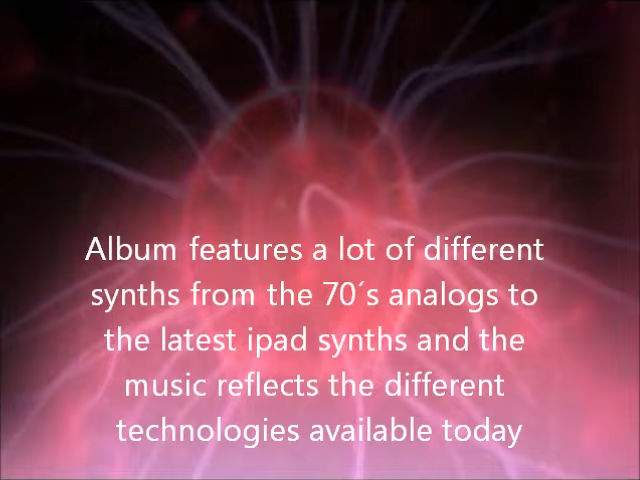 Album features a lot of different
synths from the 70´s analogs to
the latest ipad synths and the
music reflects the different
technologies available today